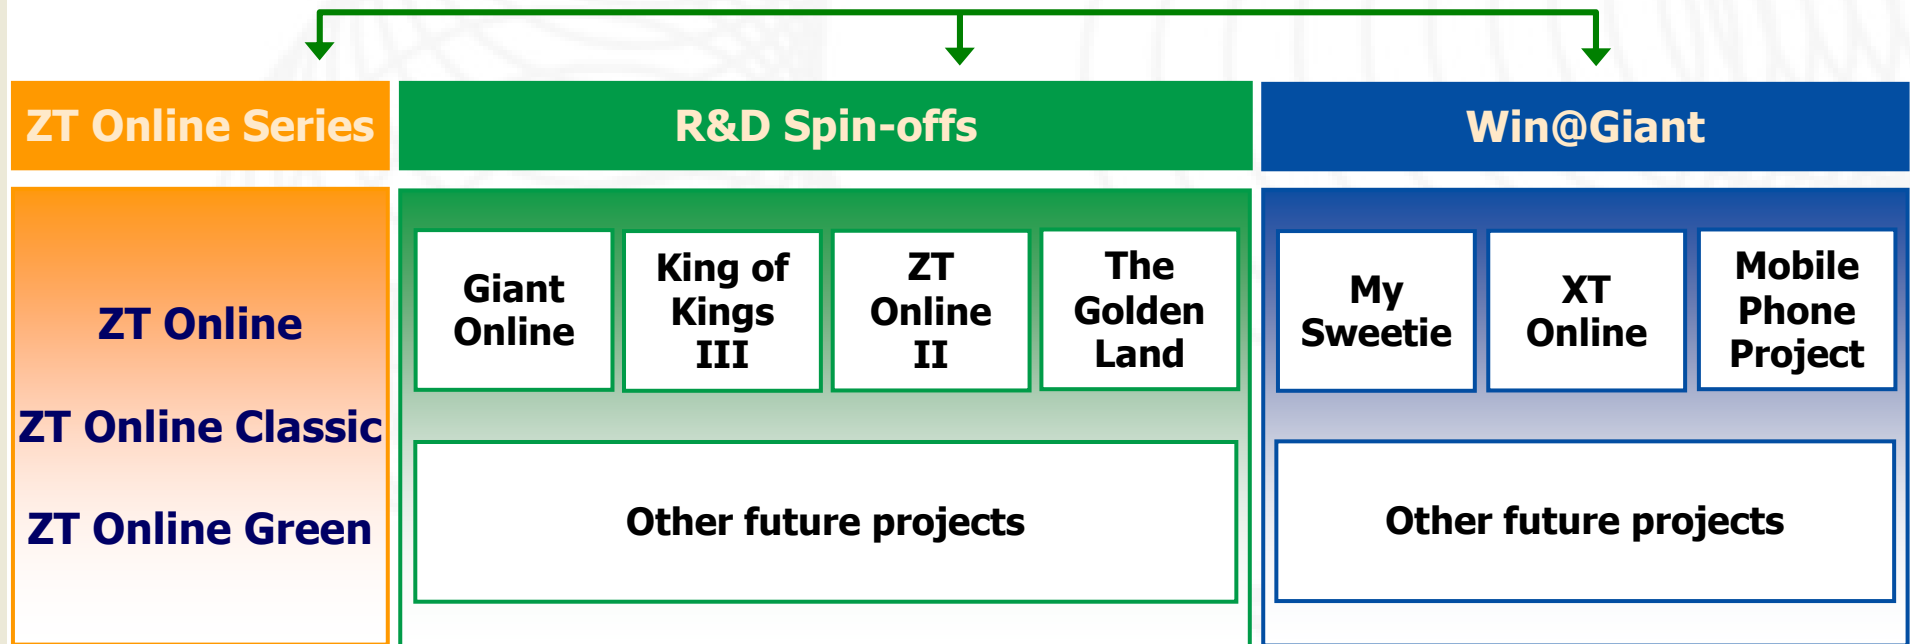 ZT Online Series
R&D Spin-offs
Win@Giant
ZT Online
ZT Online Classic
ZT Online Green
Giant
Online
King of
Kings
III
ZT
Online
II
The
Golden
Land
Other future projects
My
Sweetie
XT
Online
Mobile
Phone
Project
Other future projects